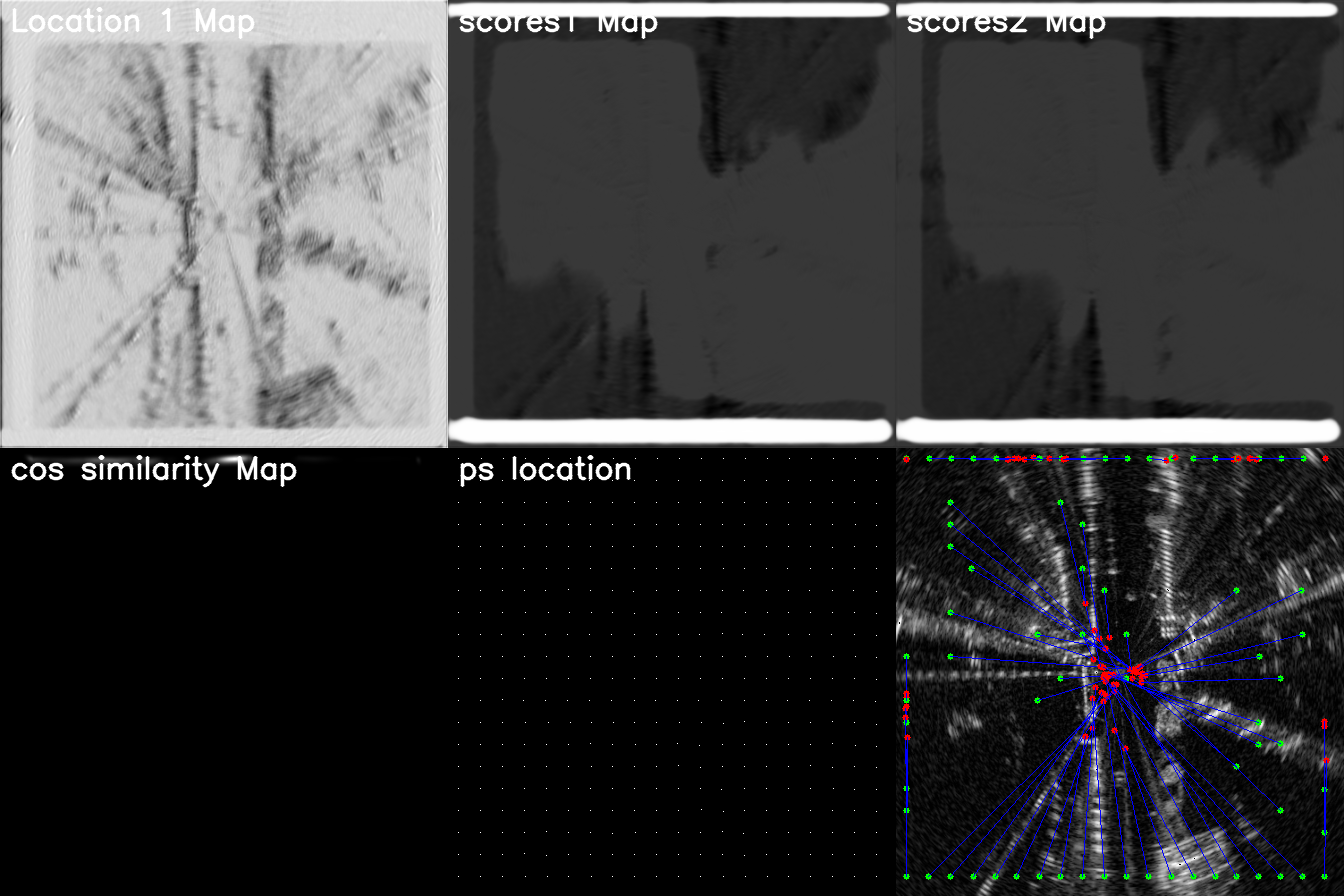 Location 1 Map
scores1 Map
scores2 Map
cos similarity Map
ps location